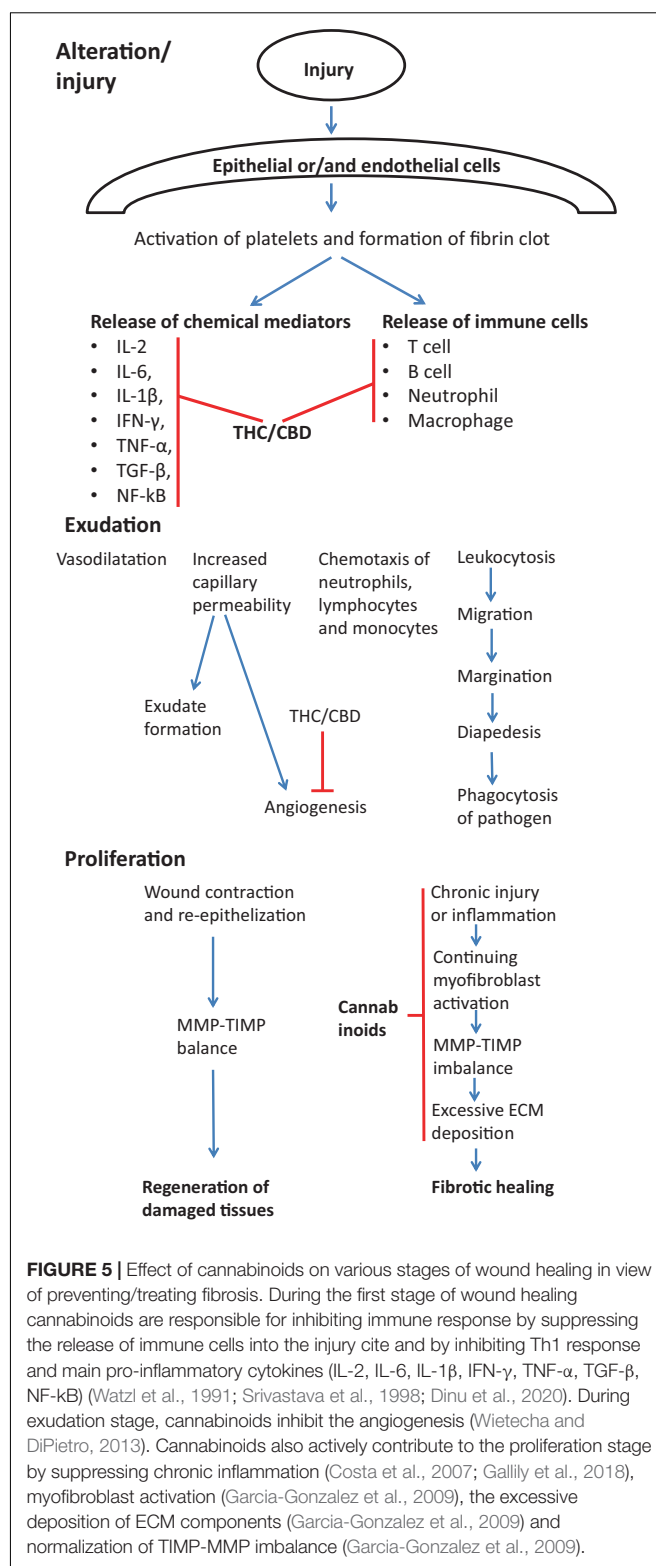 Alteration/
injury
Injury
Epithelial or/and endothelial cells
Activation of platelets and formation of fibrin clot
Release of chemical mediators
• IL-2
• IL-6,
• IL-1β,
• IFN-γ,
• TNF-α,
• TGF-β,
• NF-kB
THC/CBD
Release of immune cells
• T cell
• B cell
• Neutrophil
• Macrophage
Exudation
Vasodilatation
Increased
capillary
permeability
Chemotaxis of
neutrophils,
lymphocytes
and monocytes
Leukocytosis
Migration
Margination
Diapedesis
Phagocytosis
of pathogen
Exudate
formation
THC/CBD
Angiogenesis
Proliferation
Wound contraction
and re-epithelization
MMP-TIMP
balance
Regeneration of
damaged tissues
Cannab
inoids
Chronic injury
or inflammation
Continuing
myofibroblast
activation
MMP-TIMP
imbalance
Excessive ECM
deposition
Fibrotic healing
FIGURE 5 | Effect of cannabinoids on various stages of wound healing in view
of preventing/treating fibrosis. During the first stage of wound healing
cannabinoids are responsible for inhibiting immune response by suppressing
the release of immune cells into the injury cite and by inhibiting Th1 response
and main pro-inflammatory cytokines (IL-2, IL-6, IL-1β, IFN-γ, TNF-α, TGF-β,
NF-kB) (Watzl et al., 1991; Srivastava et al., 1998; Dinu et al., 2020). During
exudation stage, cannabinoids inhibit the angiogenesis (Wietecha and
DiPietro, 2013). Cannabinoids also actively contribute to the proliferation stage
by suppressing chronic inflammation (Costa et al., 2007; Gallily et al., 2018),
myofibroblast activation (Garcia-Gonzalez et al., 2009), the excessive
deposition of ECM components (Garcia-Gonzalez et al., 2009) and
normalization of TIMP-MMP imbalance (Garcia-Gonzalez et al., 2009).